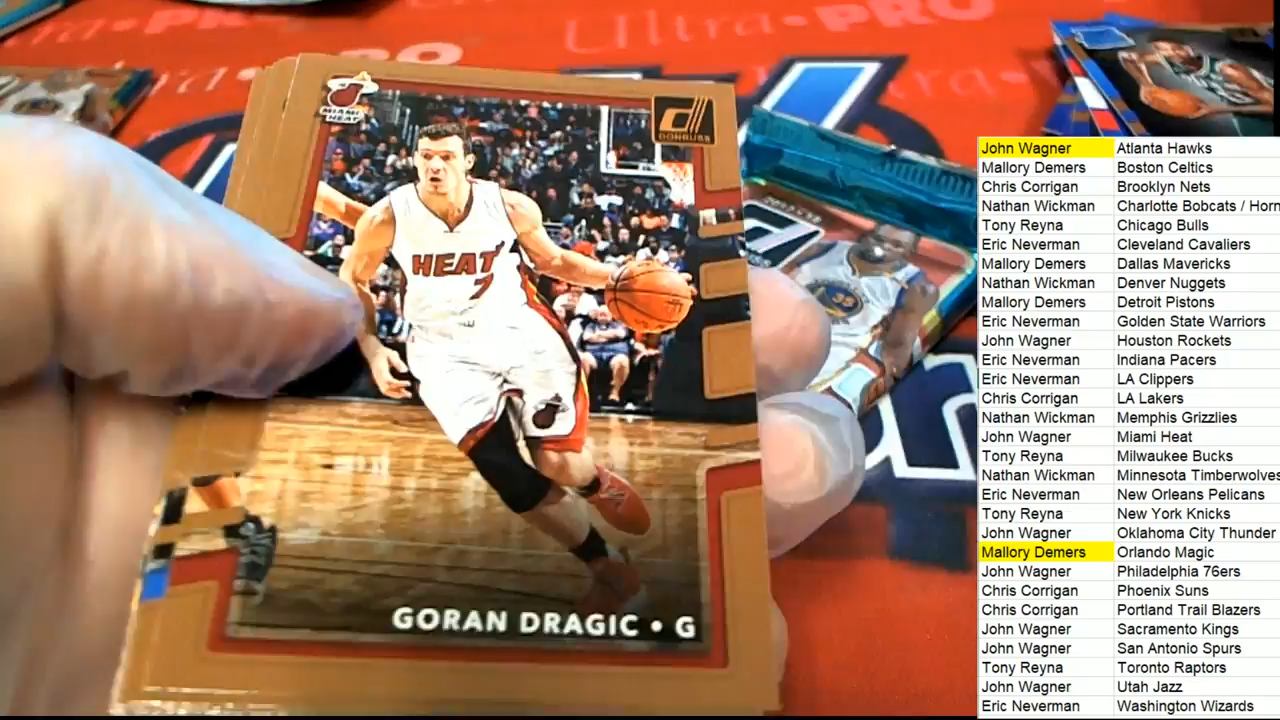 Ultra·PRO
PRO
MIAMI
HEAT
DONRUSS
HEAT
7
35
GORAN DRAGIC • G
John Wagner Atlanta Hawks
Mallory Demers Boston Celtics
Chris Corrigan Brooklyn Nets
Nathan Wickman Charlotte Bobcats / Horn
Tony Reyna Chicago Bulls
Eric Neverman Cleveland Cavaliers
Mallory Demers Dallas Mavericks
Nathan Wickman Denver Nuggets
Mallory Demers Detroit Pistons
Eric Neverman Golden State Warriors
John Wagner Houston Rockets
Eric Neverman Indiana Pacers
Eric Neverman LA Clippers
Chris Corrigan LA Lakers
Nathan Wickman Memphis Grizzlies
John Wagner Miami Heat
Tony Reyna Milwaukee Bucks
Nathan Wickman Minnesota Timberwolves
Eric Neverman New Orleans Pelicans
Tony Reyna New York Knicks
John Wagner Oklahoma City Thunder
Mallory Demers Orlando Magic
John Wagner Philadelphia 76ers
Chris Corrigan Phoenix Suns
Chris Corrigan Portland Trail Blazers
John Wagner Sacramento Kings
John Wagner San Antonio Spurs
Tony Reyna Toronto Raptors
John Wagner Utah Jazz
Eric Neverman Washington Wizards